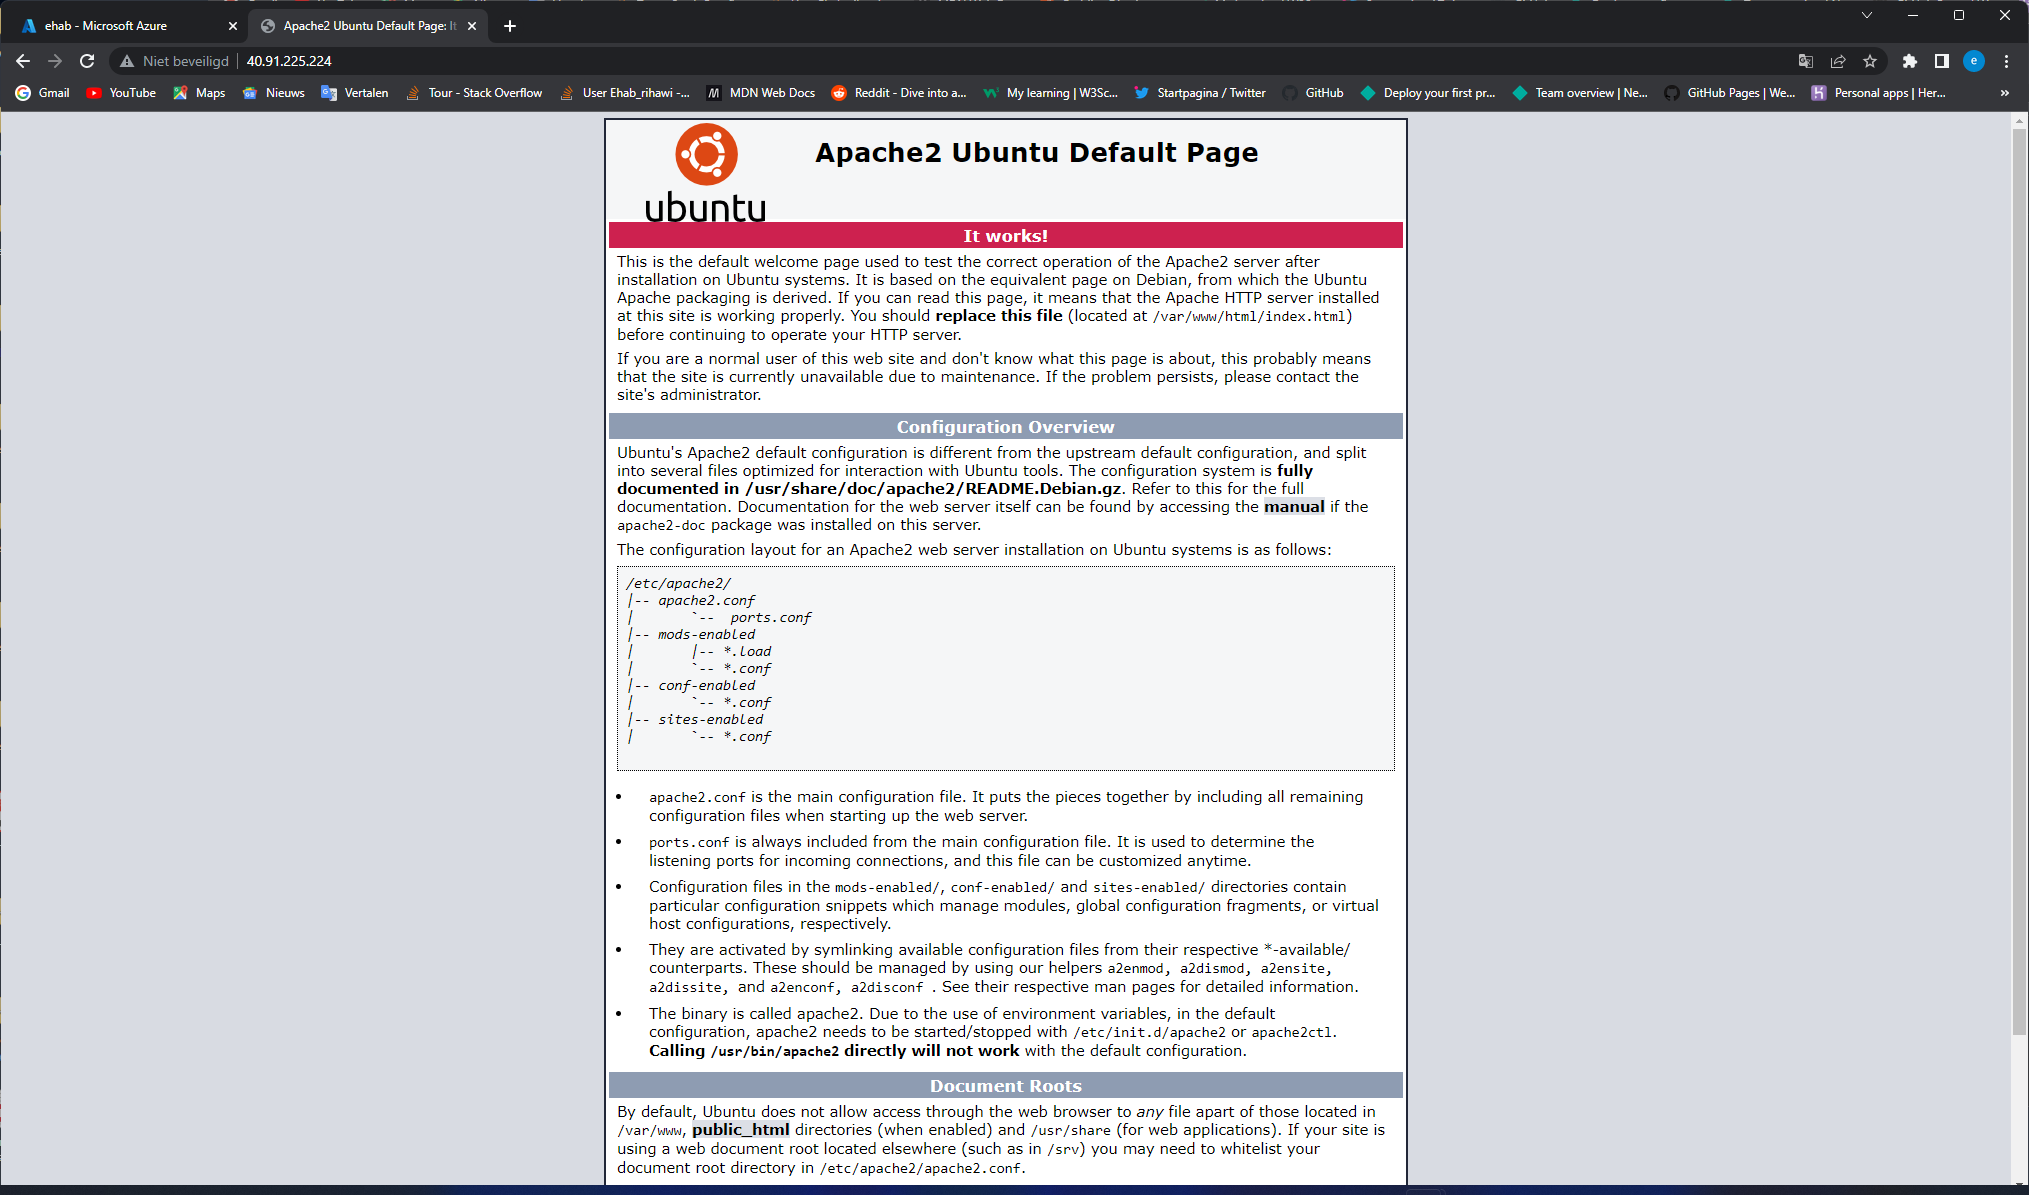 ehab - Microsoft Azure
Apache2 Ubuntu Default Page: It
Niet beveiligd
40.91.225.224
e
Gmail
YouTube
Maps
Nieuws
Vertalen
Tour - Stack Overflow
User Ehab_rihawi -...
MDN Web Docs
Reddit - Dive into a...
My learning | W3Sc...
Startpagina / Twitter
GitHub
Deploy your first pr...
Team overview | Ne...
GitHub Pages | We...
Personal apps | Her...
»
ubuntu
Apache2 Ubuntu Default Page
It works!
This is the default welcome page used to test the correct operation of the Apache2 server after
installation on Ubuntu systems. It is based on the equivalent page on Debian, from which the Ubuntu
Apache packaging is derived. If you can read this page, it means that the Apache HTTP server installed
at this site is working properly. You should replace this file (located at /var/www/html/index.html)
before continuing to operate your HTTP server.
If you are a normal user of this web site and don't know what this page is about, this probably means
that the site is currently unavailable due to maintenance. If the problem persists, please contact the
site's administrator.
Configuration Overview
Ubuntu's Apache2 default configuration is different from the upstream default configuration, and split
into several files optimized for interaction with Ubuntu tools. The configuration system is fully
documented in /usr/share/doc/apache2/README.Debian.gz. Refer to this for the full
documentation. Documentation for the web server itself can be found by accessing the manual if the
apache2-doc package was installed on this server.
The configuration layout for an Apache2 web server installation on Ubuntu systems is as follows:
/etc/apache2/
|-- apache2.conf
|       `--  ports.conf
|-- mods-enabled
|       |-- *.load
|       `-- *.conf
|-- conf-enabled
|       `-- *.conf
|-- sites-enabled
|       `-- *.conf
• apache2.conf is the main configuration file. It puts the pieces together by including all remaining
configuration files when starting up the web server.
• ports.conf is always included from the main configuration file. It is used to determine the
listening ports for incoming connections, and this file can be customized anytime.
• Configuration files in the mods-enabled/, conf-enabled/ and sites-enabled/ directories contain
particular configuration snippets which manage modules, global configuration fragments, or virtual
host configurations, respectively.
• They are activated by symlinking available configuration files from their respective *-available/
counterparts. These should be managed by using our helpers a2enmod, a2dismod, a2ensite,
a2dissite, and a2enconf, a2disconf . See their respective man pages for detailed information.
• The binary is called apache2. Due to the use of environment variables, in the default
configuration, apache2 needs to be started/stopped with /etc/init.d/apache2 or apache2ctl.
Calling /usr/bin/apache2 directly will not work with the default configuration.
Document Roots
By default, Ubuntu does not allow access through the web browser to any file apart of those located in
/var/www, public_html directories (when enabled) and /usr/share (for web applications). If your site is
using a web document root located elsewhere (such as in /srv) you may need to whitelist your
document root directory in /etc/apache2/apache2.conf.